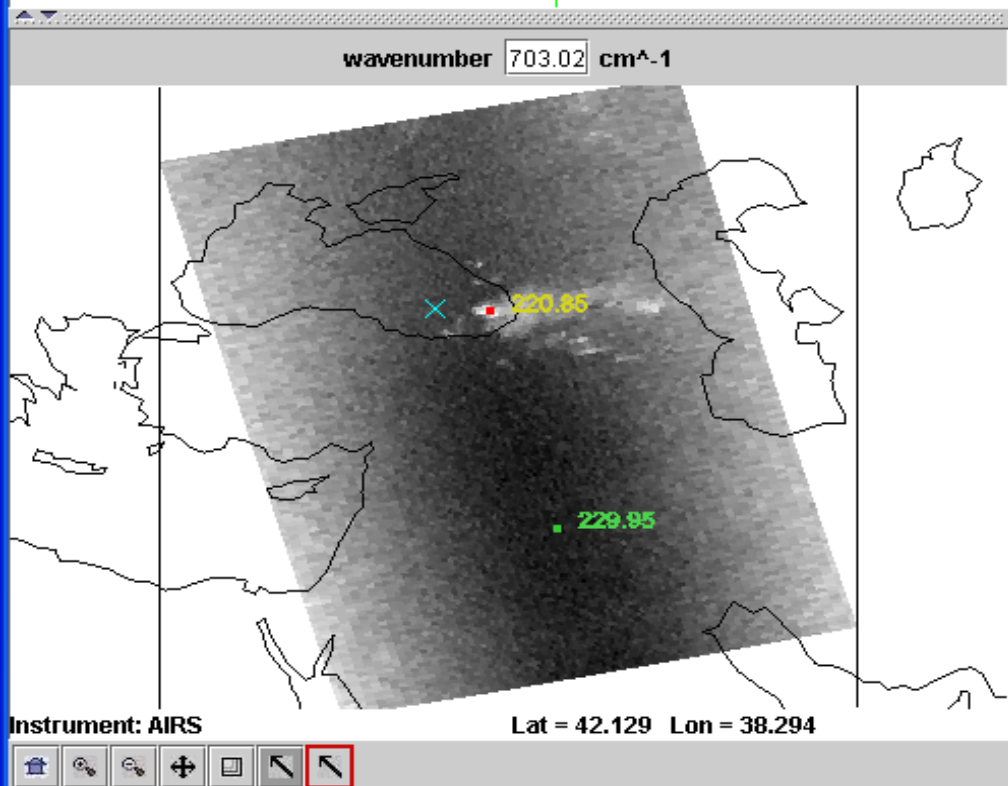 wavenumber 703.02 cm^-1
220.85
229.95
Instrument: AIRS Lat = 42.129 Lon = 38.294